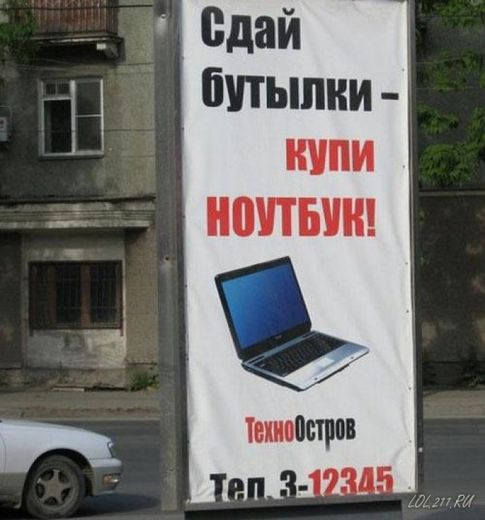 Сдай
бутылки –
купи
НОУТБУК!
ТехноОстров
Тел. 3-12345
LOL.211.RU